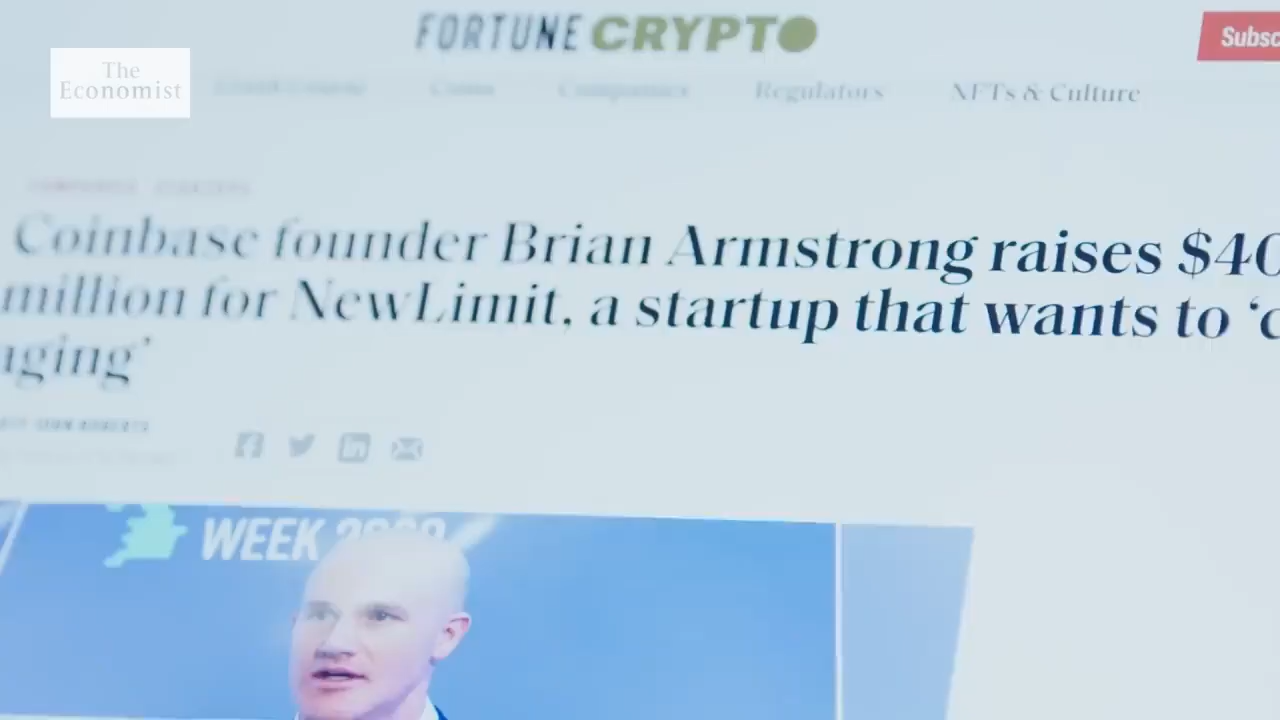 FORTUNE CRYPTO
Subsc
The
Economist
Companies
Regulators
NFTs & Culture
Coinbase founder Brian Armstrong raises $40
million for NewLimit, a startup that wants to ‘c
aging’
WEEK